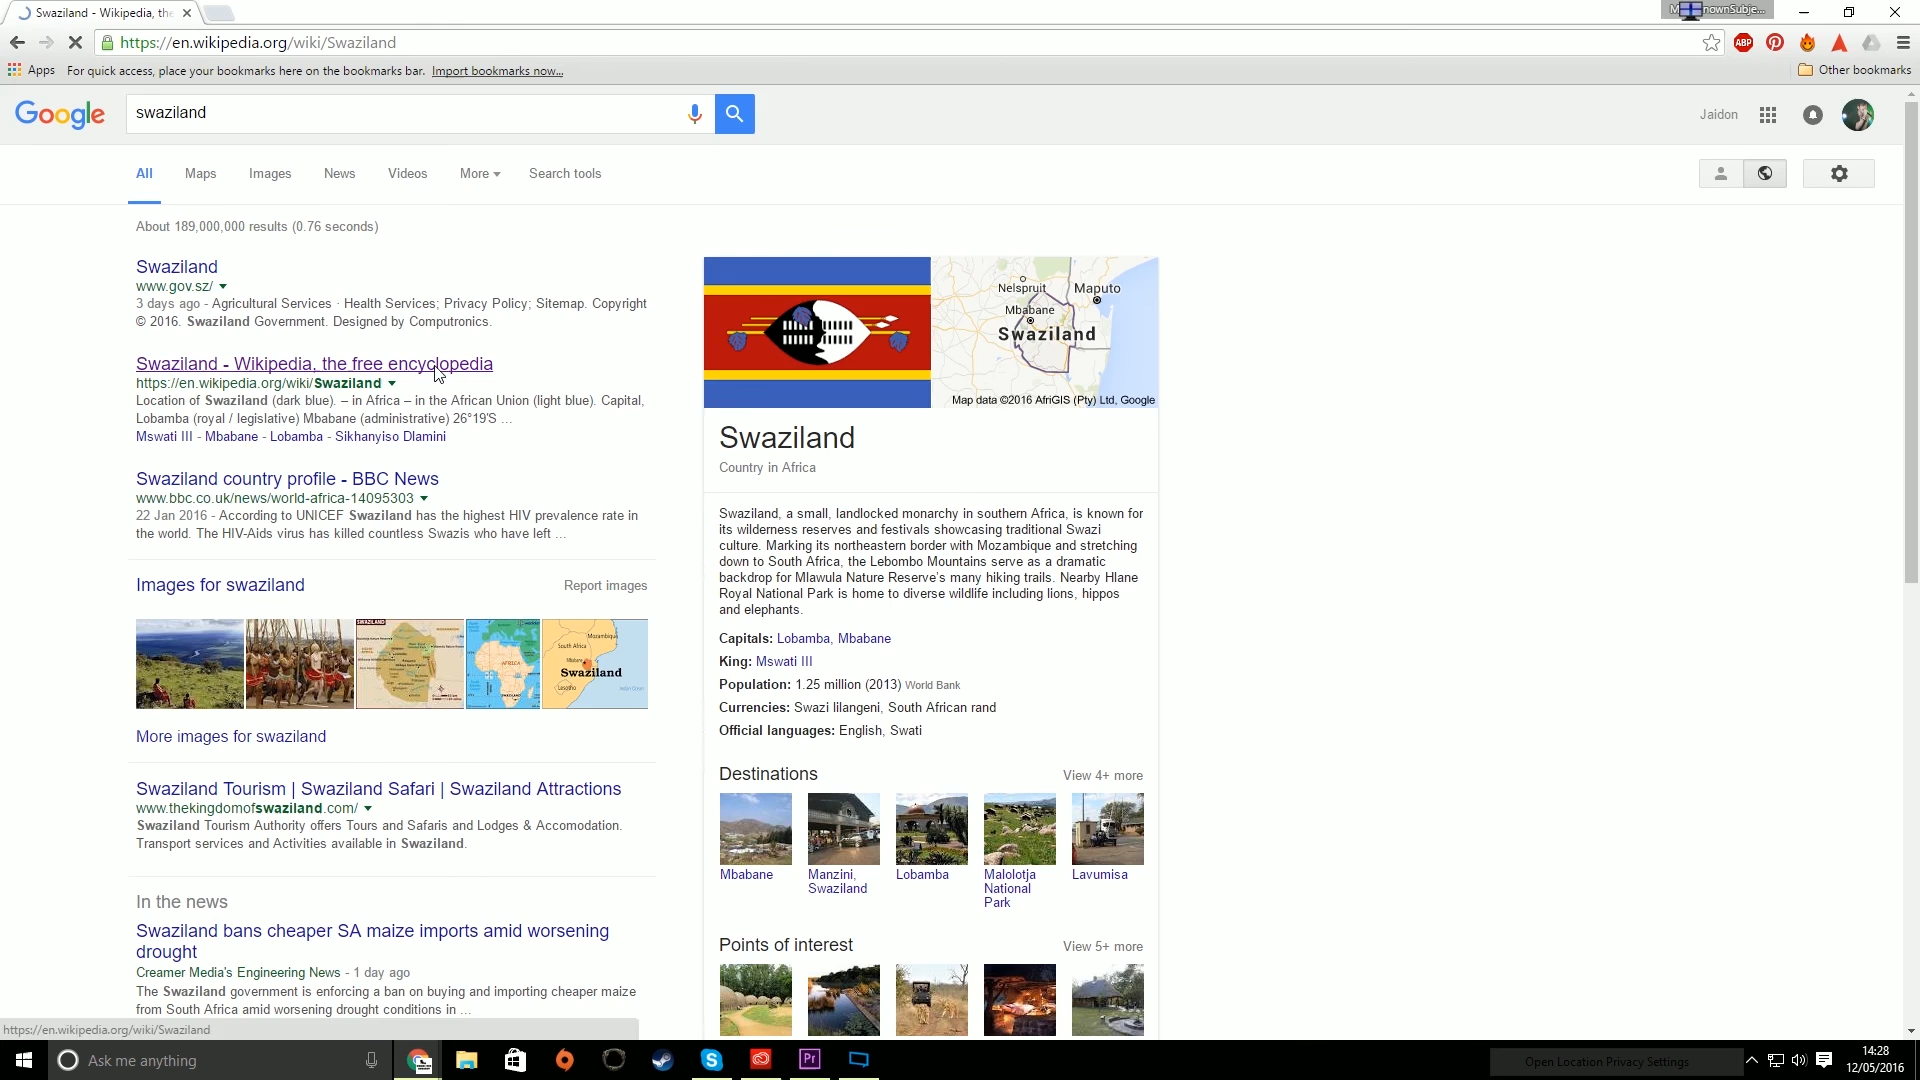 Swaziland - Wikipedia, the
nownSubje...
https://en.wikipedia.org/wiki/Swaziland
ABP
Apps For quick access, place your bookmarks here on the bookmarks bar. Import bookmarks now... Other bookmarks
Google swaziland Jaidon
All Maps Images News Videos More Search tools
About 189,000,000 results (0.76 seconds)
Swaziland
www.gov.sz/
3 days ago - Agricultural Services · Health Services; Privacy Policy; Sitemap. Copyright
© 2016. Swaziland Government. Designed by Computronics.
Swaziland - Wikipedia, the free encyclopedia
https://en.wikipedia.org/wiki/Swaziland
Location of Swaziland (dark blue). – in Africa – in the African Union (light blue). Capital,
Lobamba (royal / legislative) Mbabane (administrative) 26°19′S ...
Mswati III - Mbabane - Lobamba - Sikhanyiso Dlamini
Swaziland country profile - BBC News
www.bbc.co.uk/news/world-africa-14095303
22 Jan 2016 - According to UNICEF Swaziland has the highest HIV prevalence rate in
the world. The HIV-Aids virus has killed countless Swazis who have left ...
Images for swaziland Report images
SWAZILAND
AFRICA
Mozambique
South Africa
Mbabane
Swaziland
Lesotho
More images for swaziland
Swaziland Tourism | Swaziland Safari | Swaziland Attractions
www.thekingdomofswaziland.com/
Swaziland Tourism Authority offers Tours and Safaris and Lodges & Accomodation.
Transport services and Activities available in Swaziland.
In the news
Swaziland bans cheaper SA maize imports amid worsening
drought
Creamer Media's Engineering News - 1 day ago
The Swaziland government is enforcing a ban on buying and importing cheaper maize
from South Africa amid worsening drought conditions in ...
https://en.wikipedia.org/wiki/Swaziland
Nelspruit Maputo
Mbabane
Swaziland
Map data ©2016 AfriGIS (Pty) Ltd, Google
Swaziland
Country in Africa
Swaziland, a small, landlocked monarchy in southern Africa, is known for
its wilderness reserves and festivals showcasing traditional Swazi
culture. Marking its northeastern border with Mozambique and stretching
down to South Africa, the Lebombo Mountains serve as a dramatic
backdrop for Mlawula Nature Reserve's many hiking trails. Nearby Hlane
Royal National Park is home to diverse wildlife including lions, hippos
and elephants.
Capitals: Lobamba, Mbabane
King: Mswati III
Population: 1.25 million (2013) World Bank
Currencies: Swazi lilangeni, South African rand
Official languages: English, Swati
Destinations View 4+ more
Mbabane
Manzini,
Swaziland
Lobamba
Malolotja
National
Park
Lavumisa
Points of interest View 5+ more
Ask me anything
Pr
Open Location Privacy Settings
14:28
12/05/2016